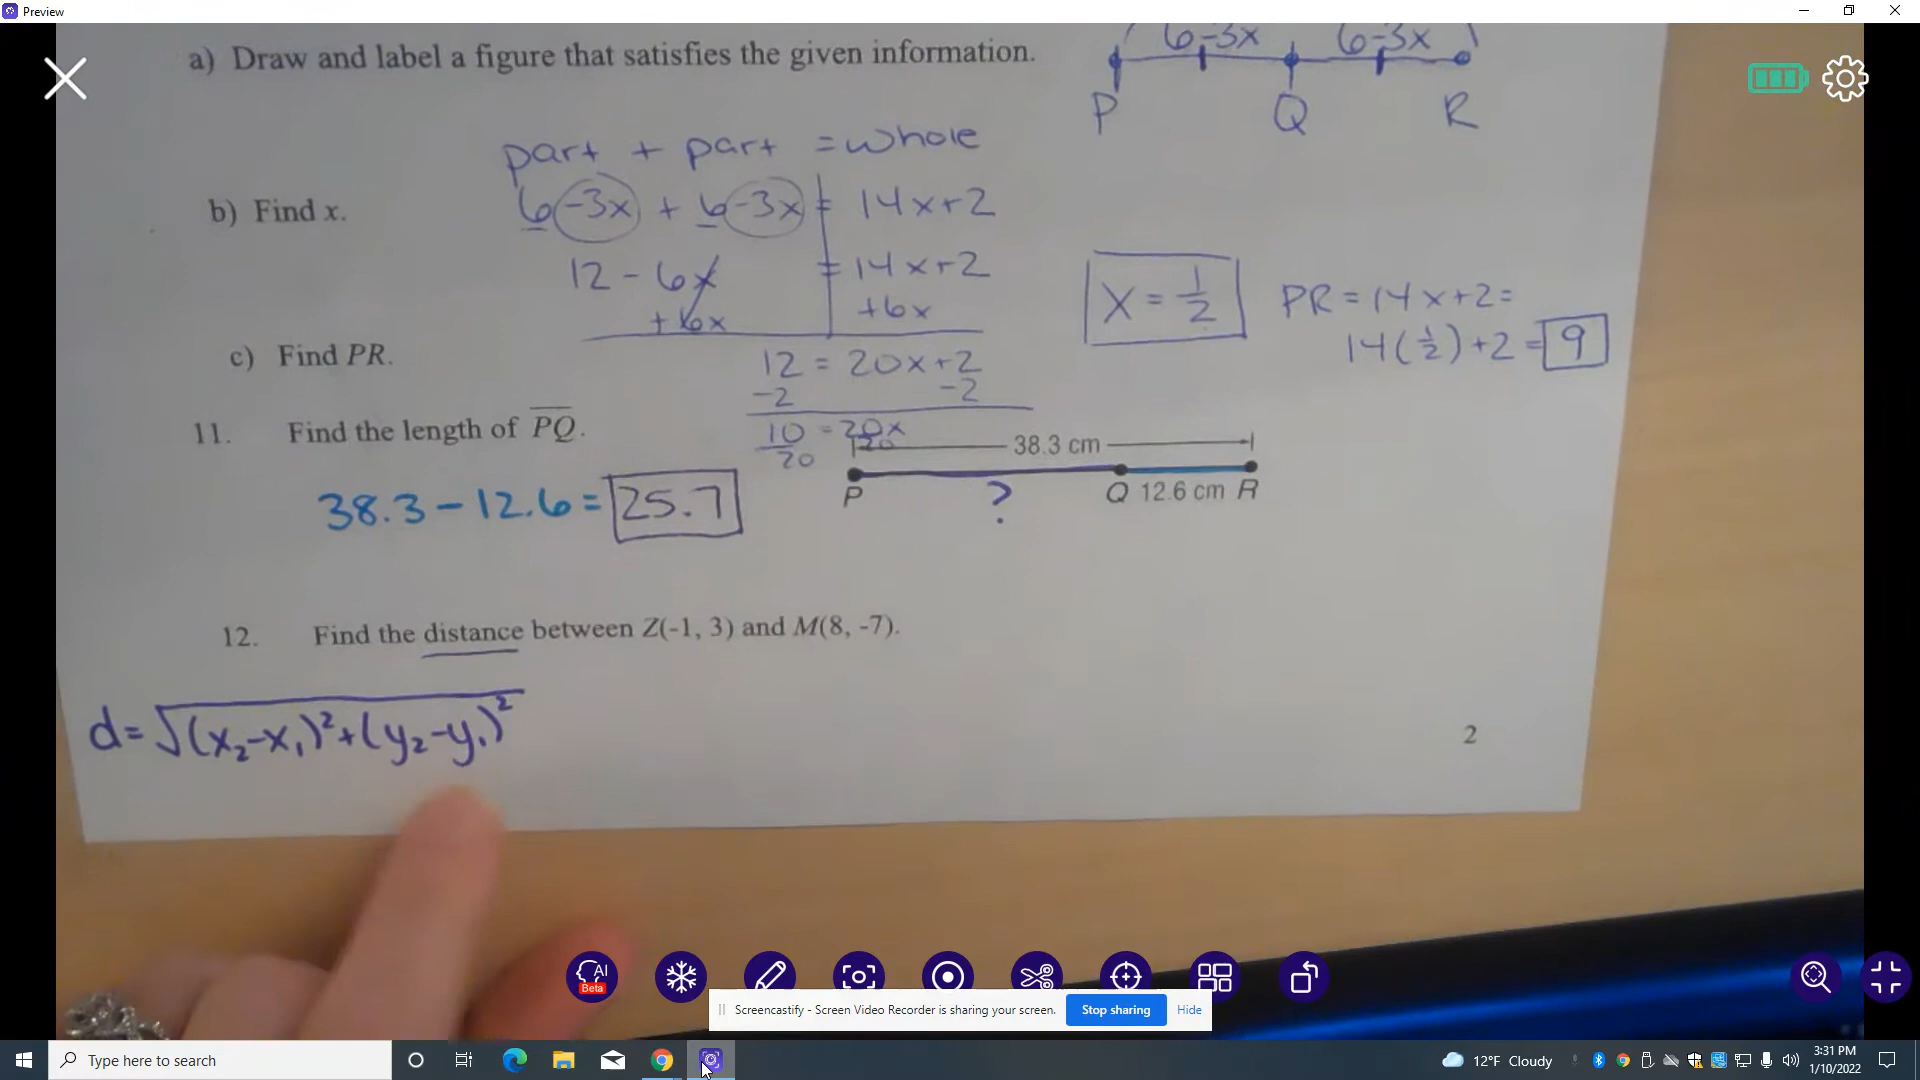 Preview
a) Draw and label a figure that satisfies the given information.
6-3x 6-3x
P Q R
part + part = whole
b) Find x.
6-3x + 6-3x = 14x+2
12 - 6x = 14x+2
+6x +6x
x = 1/2
PR = 14x+2 =
14(1/2)+2 = 9
c) Find PR.
12 = 20x+2
-2 -2
10 = 20x
20 20
11. Find the length of PQ.
38.3 cm
P ? Q 12.6 cm R
38.3 - 12.6 = 25.7
12. Find the distance between Z(-1, 3) and M(8, -7).
d=√(x₂-x₁)²+(y₂-y₁)²
2
AI
Beta
Screencastify - Screen Video Recorder is sharing your screen.
Stop sharing
Hide
Type here to search
12°F Cloudy
3:31 PM
1/10/2022